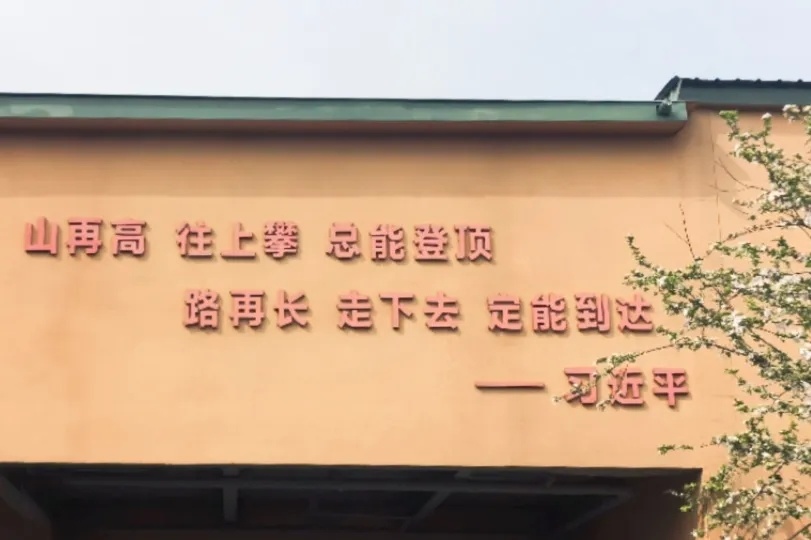 山再高 往上攀 总能登顶
路再长 走下去 定能到达
—— 习近平